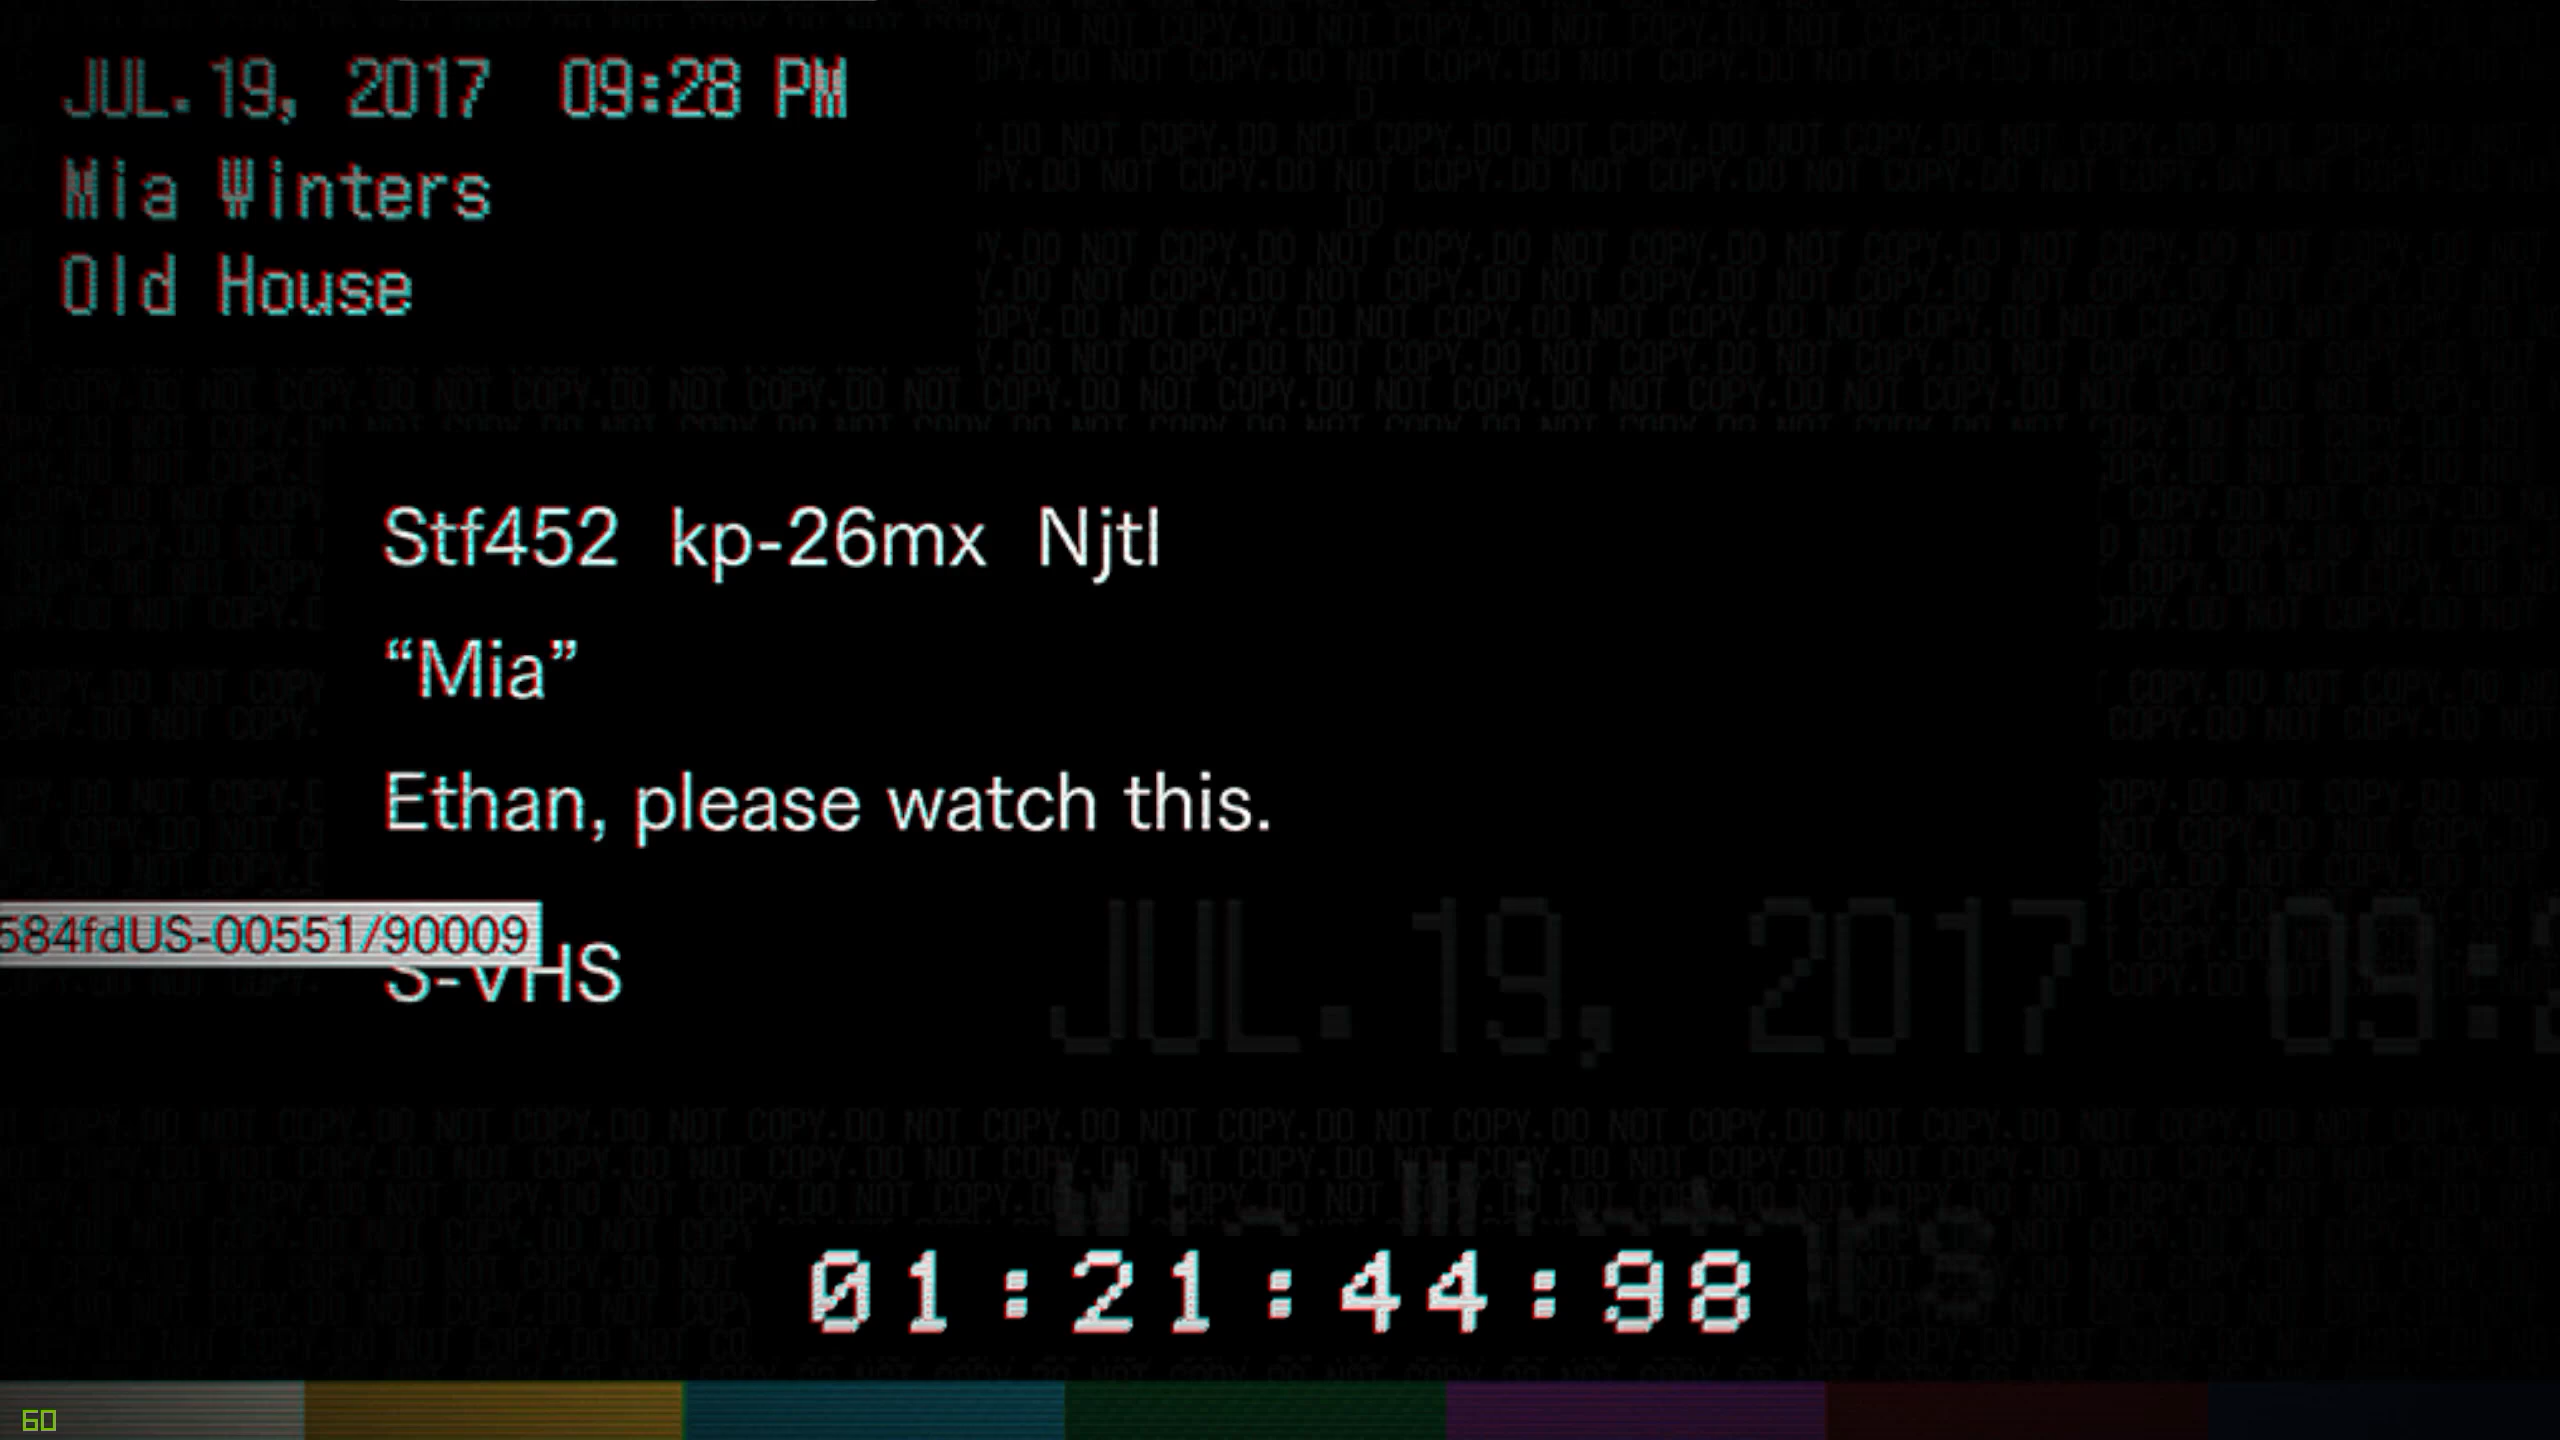 JUL.19, 2017 09:28 PM
Mia Winters
Old House
Stf452 kp-26mx Njtl
“Mia”
Ethan, please watch this.
584fdUS-00551/90009
S-VHS
JUL.19, 2017 09:
01:21:44:98
60